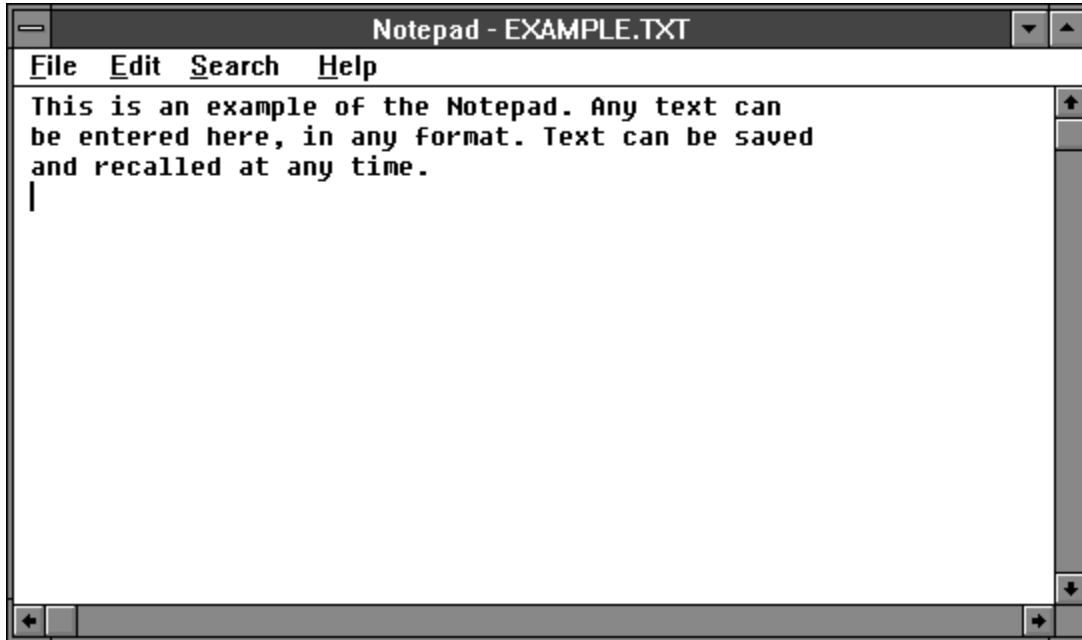 Notepad - EXAMPLE.TXT
File Edit Search Help
This is an example of the Notepad. Any text can
be entered here, in any format. Text can be saved
and recalled at any time.